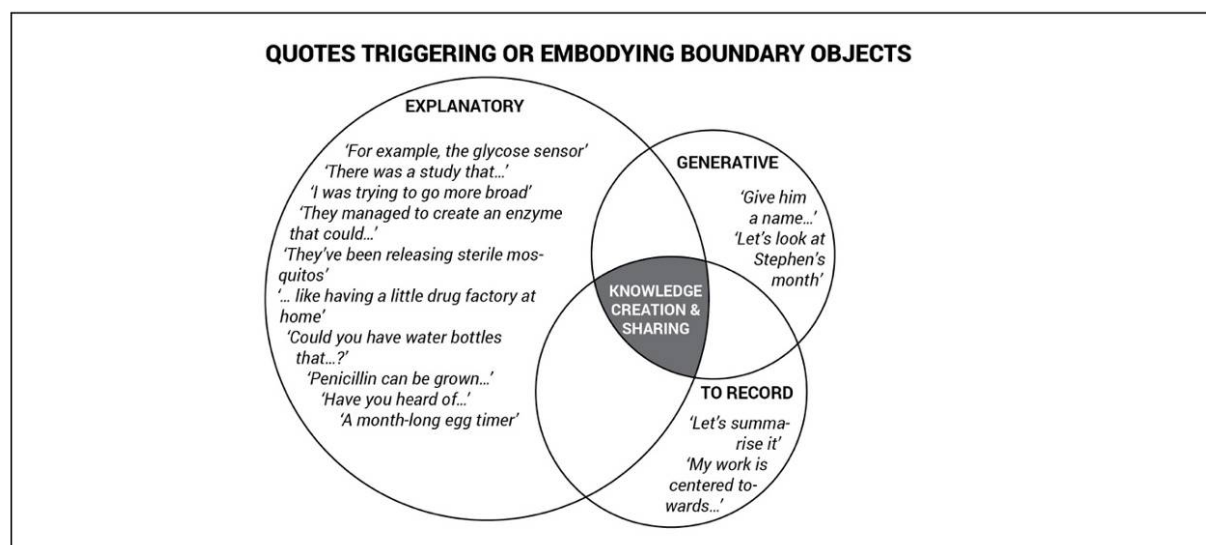 QUOTES TRIGGERING OR EMBODYING BOUNDARY OBJECTS
EXPLANATORY
‘For example, the glycose sensor’
‘There was a study that…’
‘I was trying to go more broad’
‘They managed to create an enzyme
that could…’
‘They’ve been releasing sterile mos-
quitos’
‘… like having a little drug factory at
home’
‘Could you have water bottles
that…?’
‘Penicillin can be grown…’
‘Have you heard of…’
‘A month-long egg timer’
GENERATIVE
‘Give him
a name…’
‘Let’s look at
Stephen’s
month’
KNOWLEDGE
CREATION &
SHARING
TO RECORD
‘Let’s summa-
rise it’
‘My work is
centered to-
wards…’